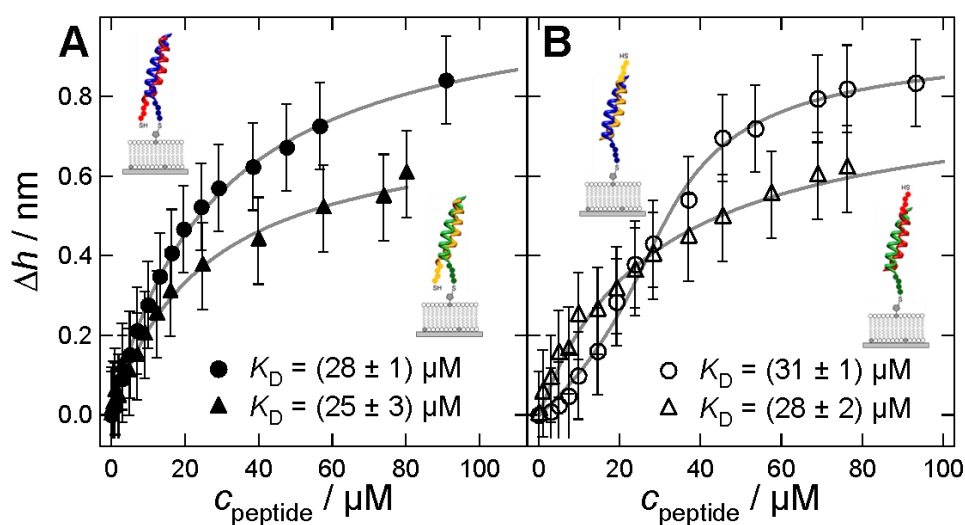 A
B
SH
S
HS
S
SH
S
HS
S
Δh / nm
0.8
0.6
0.4
0.2
0.0
K_D = (28 ± 1) µM
K_D = (25 ± 3) µM
K_D = (31 ± 1) µM
K_D = (28 ± 2) µM
0 20 40 60 80 100
0 20 40 60 80 100
c_peptide / µM
c_peptide / µM